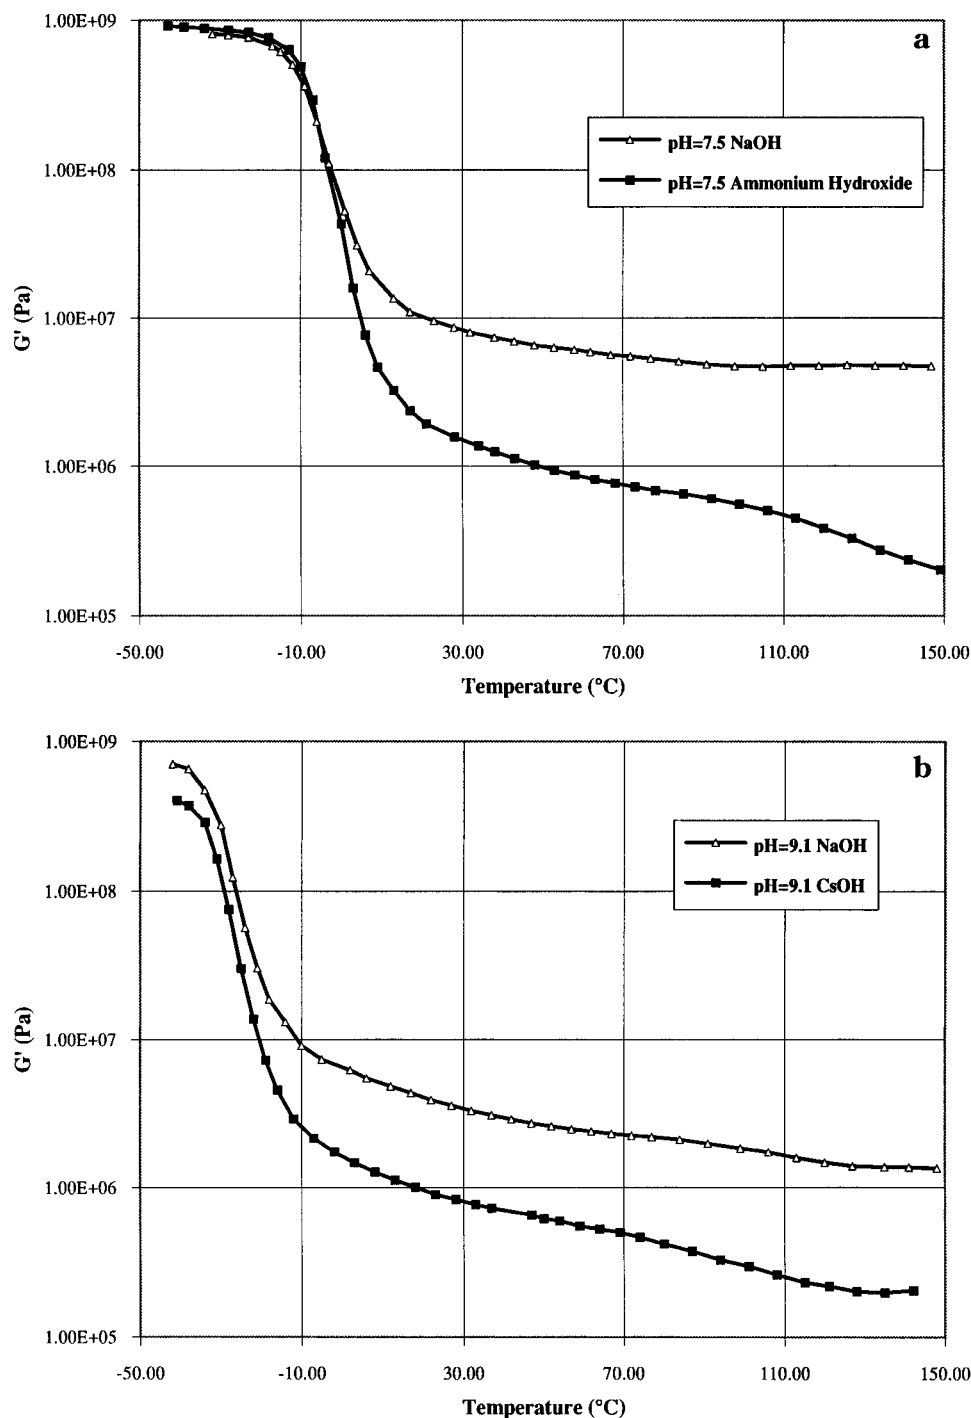 a
1.00E+09
1.00E+08
1.00E+07
1.00E+06
1.00E+05
G' (Pa)
pH=7.5 NaOH
pH=7.5 Ammonium Hydroxide
-50.00 -10.00 30.00 70.00 110.00 150.00
Temperature (°C)
b
1.00E+09
1.00E+08
1.00E+07
1.00E+06
1.00E+05
G' (Pa)
pH=9.1 NaOH
pH=9.1 CsOH
-50.00 -10.00 30.00 70.00 110.00 150.00
Temperature (°C)